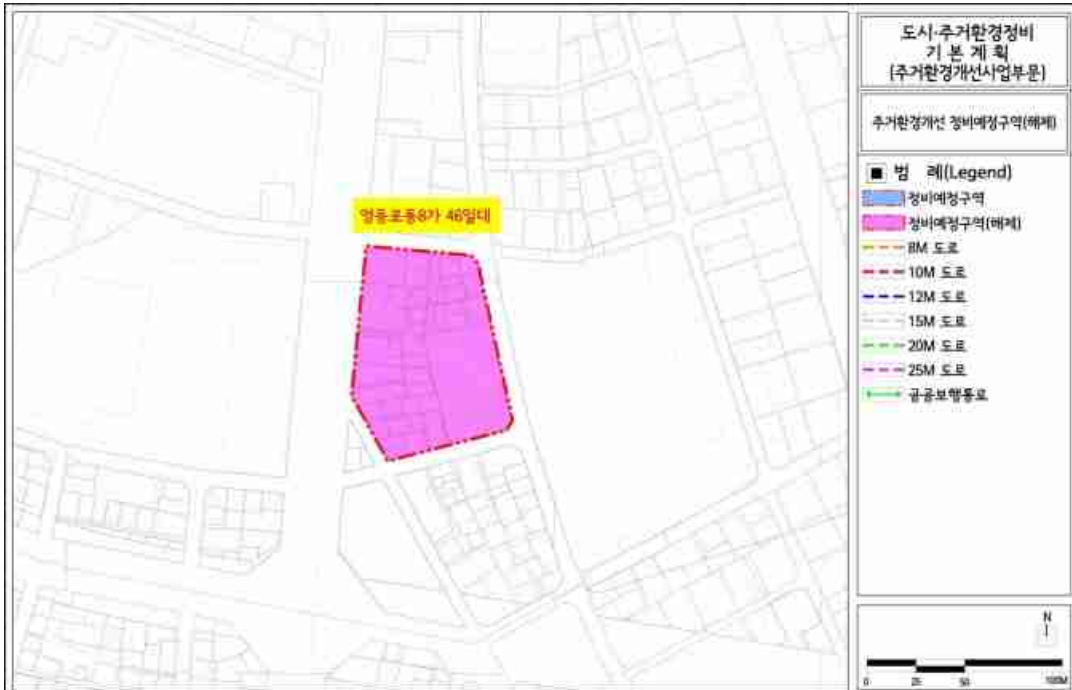 도시·주거환경정비
기 본 계 획
(주거환경개선사업부문)
주거환경개선 정비예정구역(해제)
■ 범 례(Legend)
정비예정구역
정비예정구역(해제)
8M 도로
10M 도로
12M 도로
15M 도로
20M 도로
25M 도로
공공보행통로
영등포동8가 46일대
N
0 25 50 100M